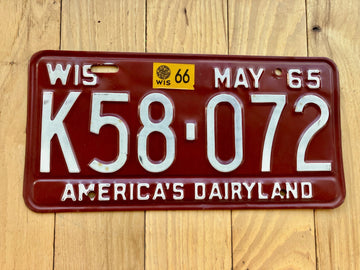 WIS 66 MAY 65
WIS
K58·072
AMERICA'S DAIRYLAND